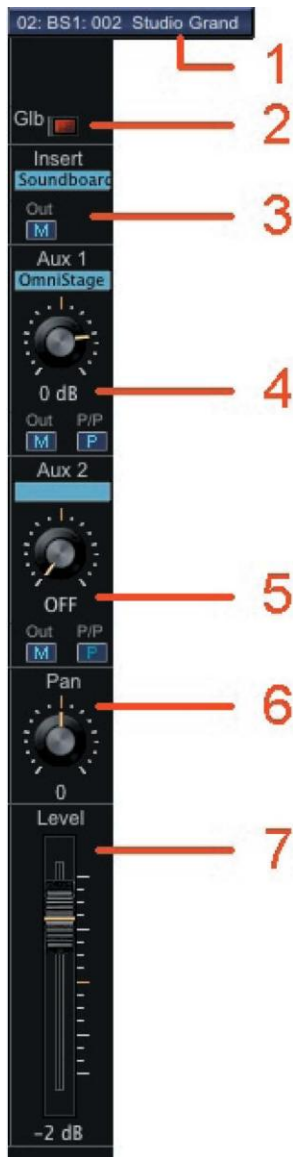 02: BS1: 002 Studio Grand
1
Glb
2
Insert
Soundboard
Out
3
M
Aux 1
OmniStage
0 dB
4
Out P/P
M P
Aux 2
OFF
5
Out P/P
M P
Pan
6
0
Level
7
-2 dB